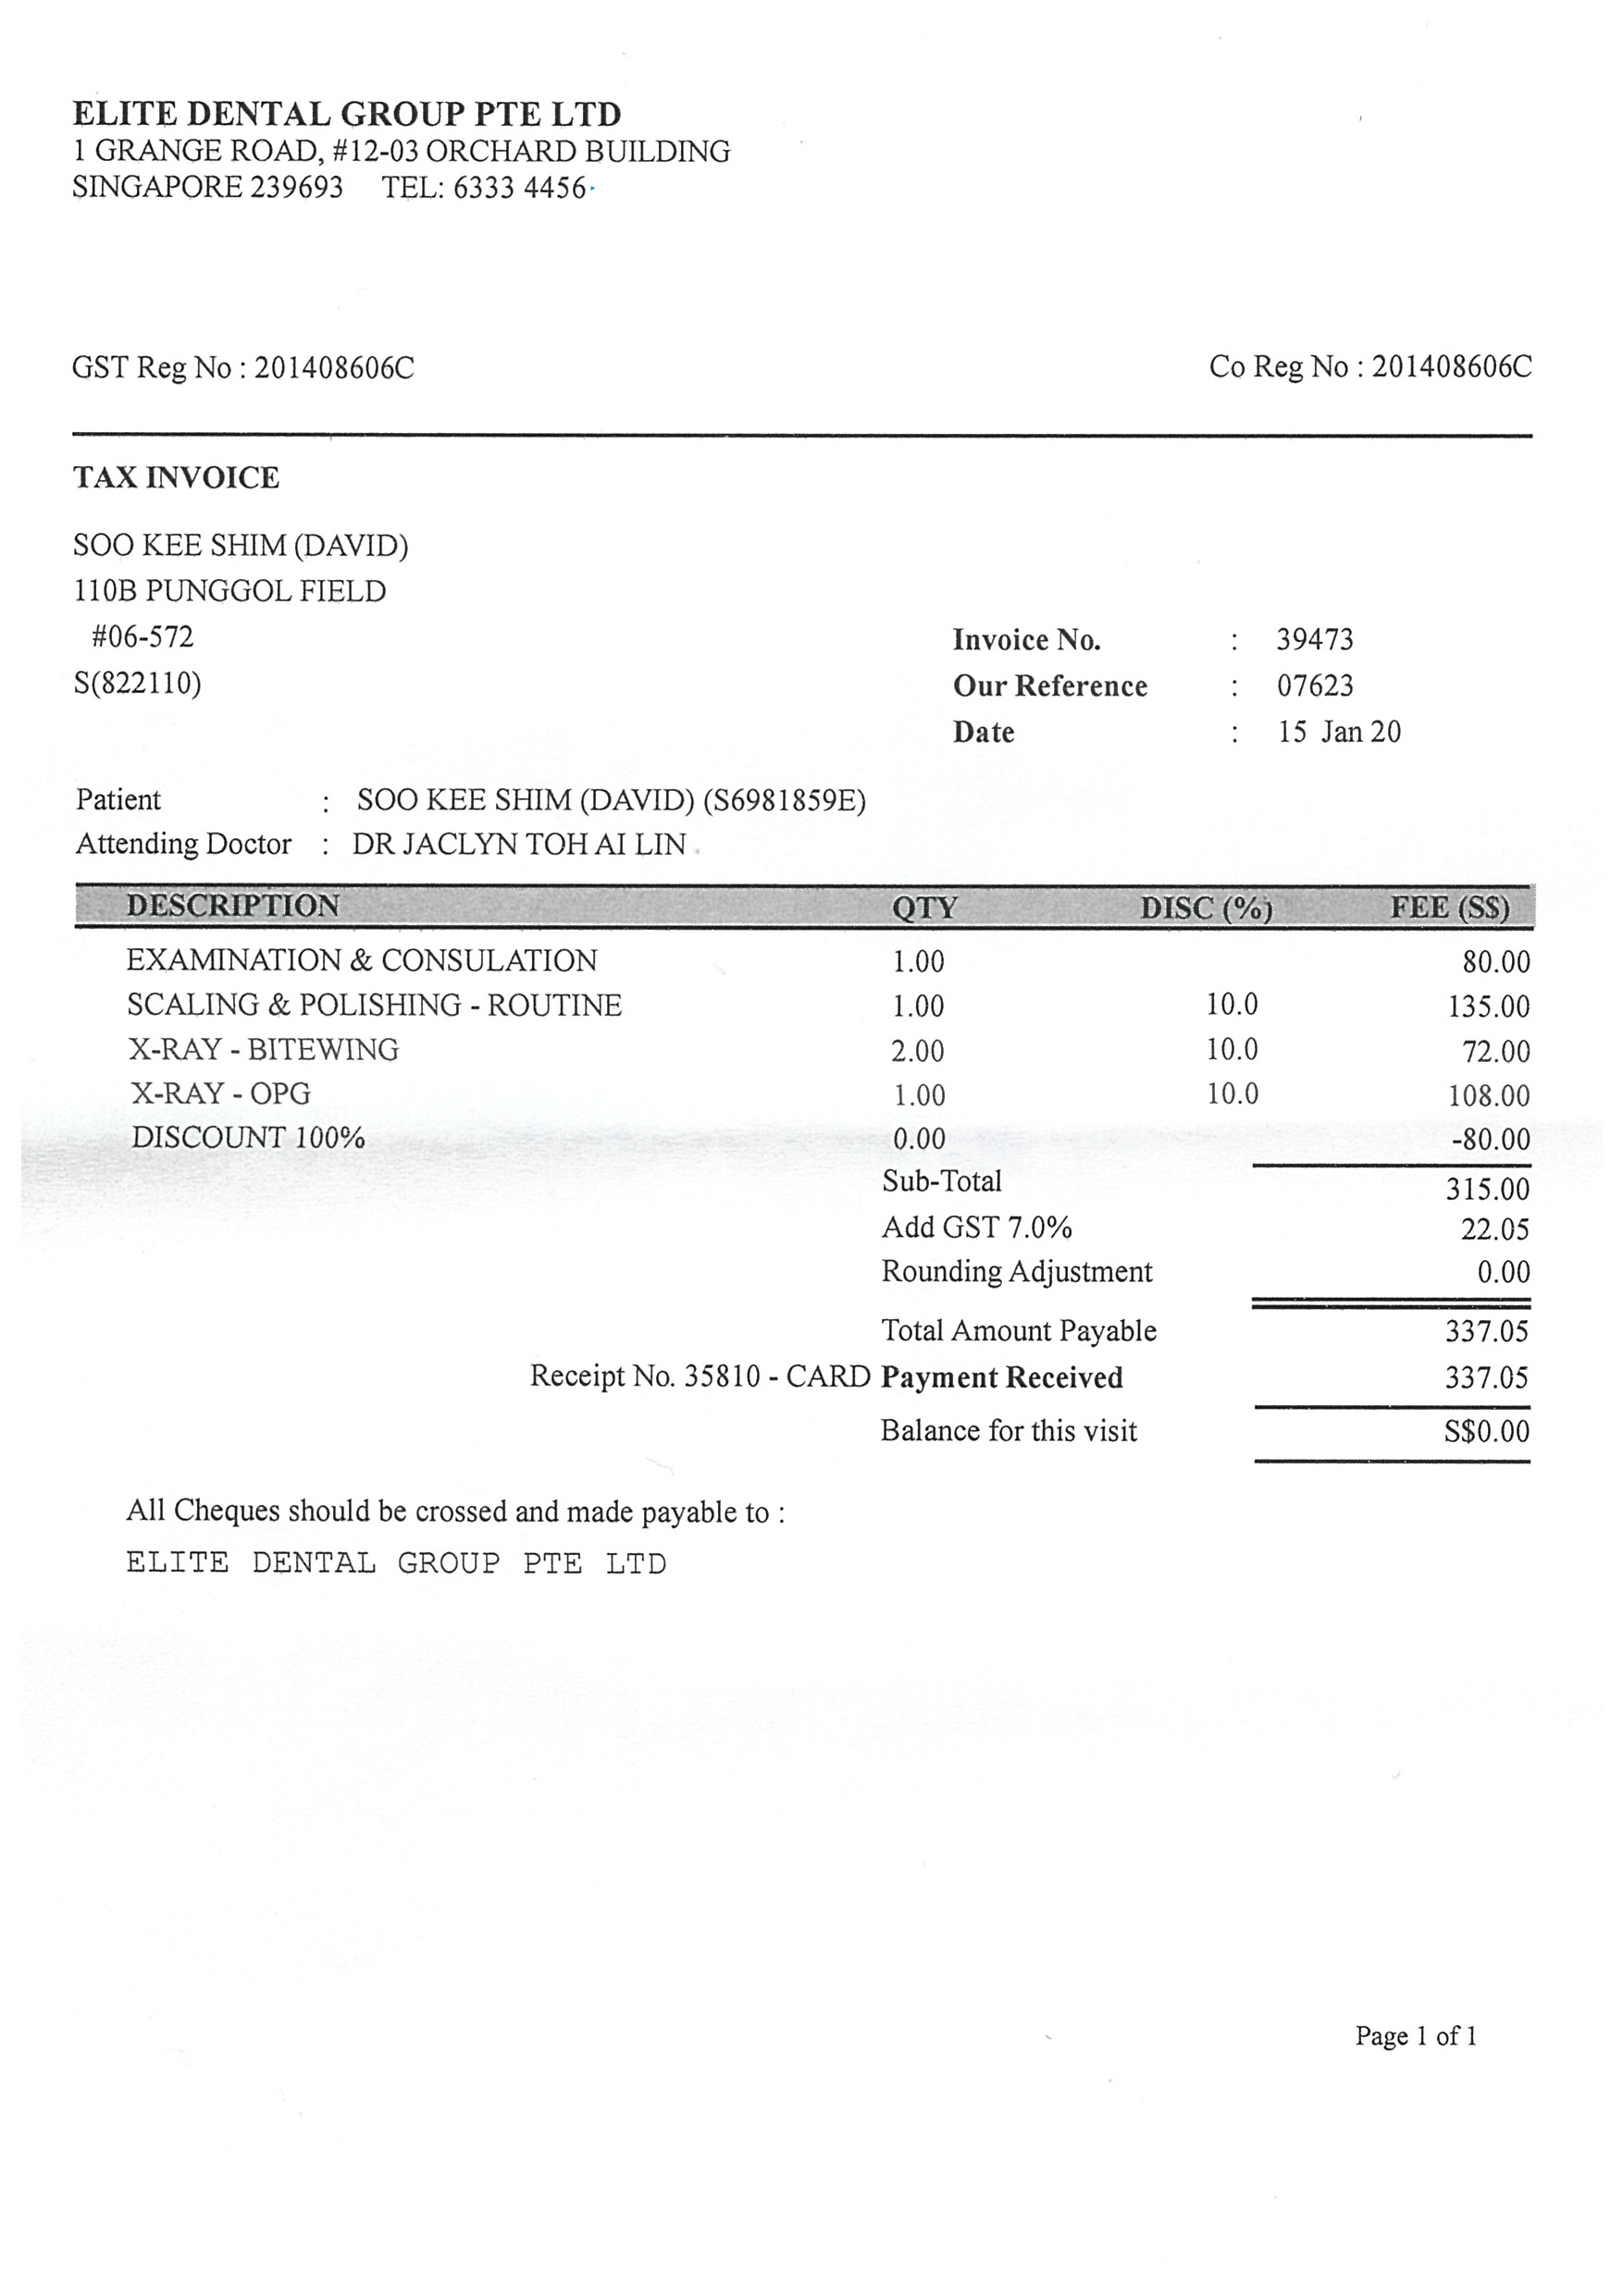 ELITE DENTAL GROUP PTE LTD
1 GRANGE ROAD, #12-03 ORCHARD BUILDING
SINGAPORE 239693 TEL: 6333 4456
GST Reg No : 201408606C Co Reg No : 201408606C
TAX INVOICE
SOO KEE SHIM (DAVID)
110B PUNGGOL FIELD
#06-572
S(822110)
Invoice No. : 39473
Our Reference : 07623
Date : 15 Jan 20
Patient : SOO KEE SHIM (DAVID) (S6981859E)
Attending Doctor : DR JACLYN TOH AI LIN
DESCRIPTION QTY DISC (%) FEE (S$)
EXAMINATION & CONSULATION 1.00 80.00
SCALING & POLISHING - ROUTINE 1.00 10.0 135.00
X-RAY - BITEWING 2.00 10.0 72.00
X-RAY - OPG 1.00 10.0 108.00
DISCOUNT 100% 0.00 -80.00
Sub-Total 315.00
Add GST 7.0% 22.05
Rounding Adjustment 0.00
Total Amount Payable 337.05
Receipt No. 35810 - CARD Payment Received 337.05
Balance for this visit S$0.00
All Cheques should be crossed and made payable to :
ELITE DENTAL GROUP PTE LTD
Page 1 of 1